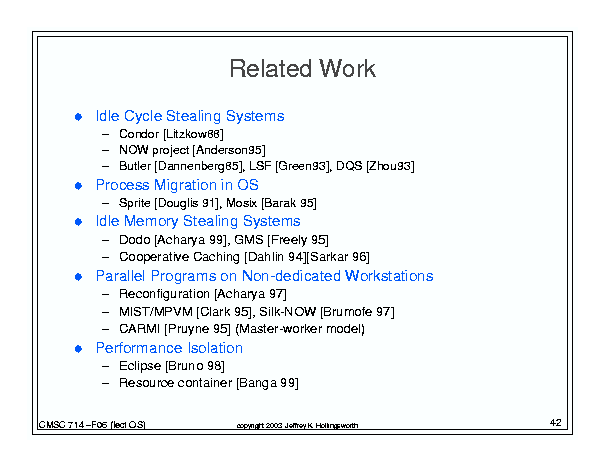 Related Work
Idle Cycle Stealing Systems
– Condor [Litzkow88]
– NOW project [Anderson95]
– Butler [Dannenberg85], LSF [Green93], DQS [Zhou93]
Process Migration in OS
– Sprite [Douglis 91], Mosix [Barak 95]
Idle Memory Stealing Systems
– Dodo [Acharya 99], GMS [Freely 95]
– Cooperative Caching [Dahlin 94][Sarkar 96]
Parallel Programs on Non-dedicated Workstations
– Reconfiguration [Acharya 97]
– MIST/MPVM [Clark 95], Silk-NOW [Brumofe 97]
– CARMI [Pruyne 95] (Master-worker model)
Performance Isolation
– Eclipse [Bruno 98]
– Resource container [Banga 99]
CMSC 714 –F06 (lect OS) copyright 2003 Jeffrey K. Hollingsworth 42